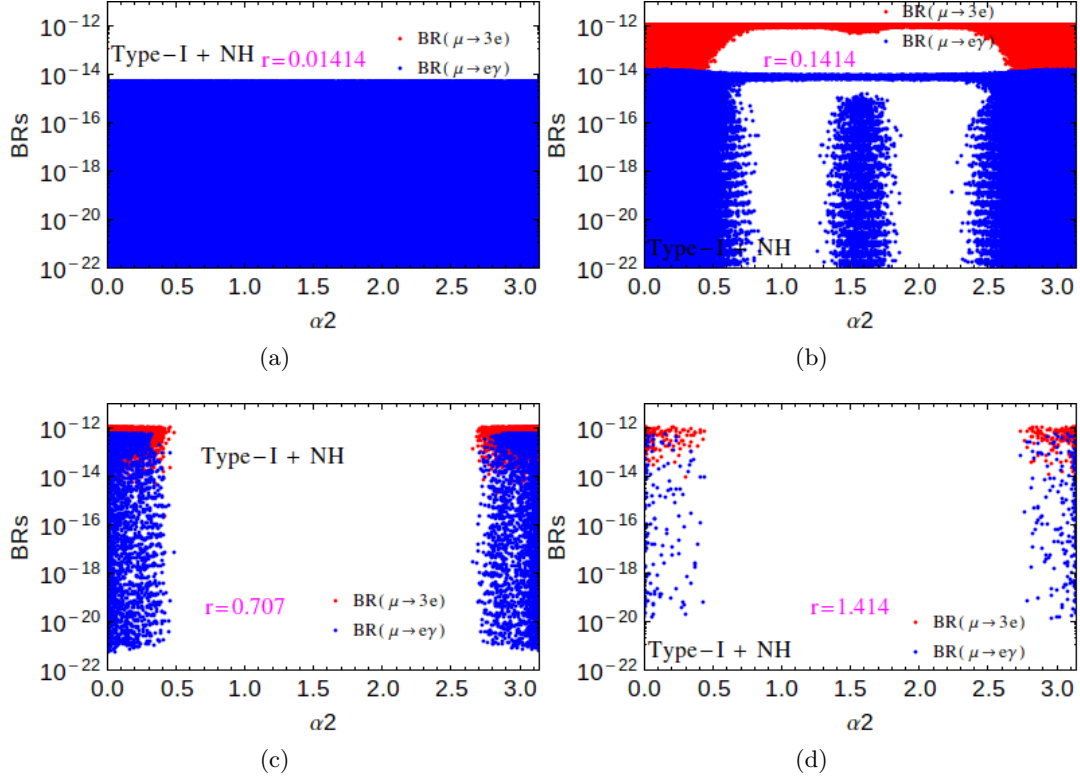 Type-I + NH r=0.01414
BR(μ→3e)
BR(μ→eγ)
BRs
10^-12
10^-14
10^-16
10^-18
10^-20
10^-22
0.0 0.5 1.0 1.5 2.0 2.5 3.0
α2
(a)
BR(μ→3e)
BR(μ→eγ)
r=0.1414
Type-I + NH
BRs
10^-12
10^-14
10^-16
10^-18
10^-20
10^-22
0.0 0.5 1.0 1.5 2.0 2.5 3.0
α2
(b)
Type-I + NH
r=0.707
BR(μ→3e)
BR(μ→eγ)
BRs
10^-12
10^-14
10^-16
10^-18
10^-20
10^-22
0.0 0.5 1.0 1.5 2.0 2.5 3.0
α2
(c)
r=1.414
BR(μ→3e)
BR(μ→eγ)
Type-I + NH
BRs
10^-12
10^-14
10^-16
10^-18
10^-20
10^-22
0.0 0.5 1.0 1.5 2.0 2.5 3.0
α2
(d)